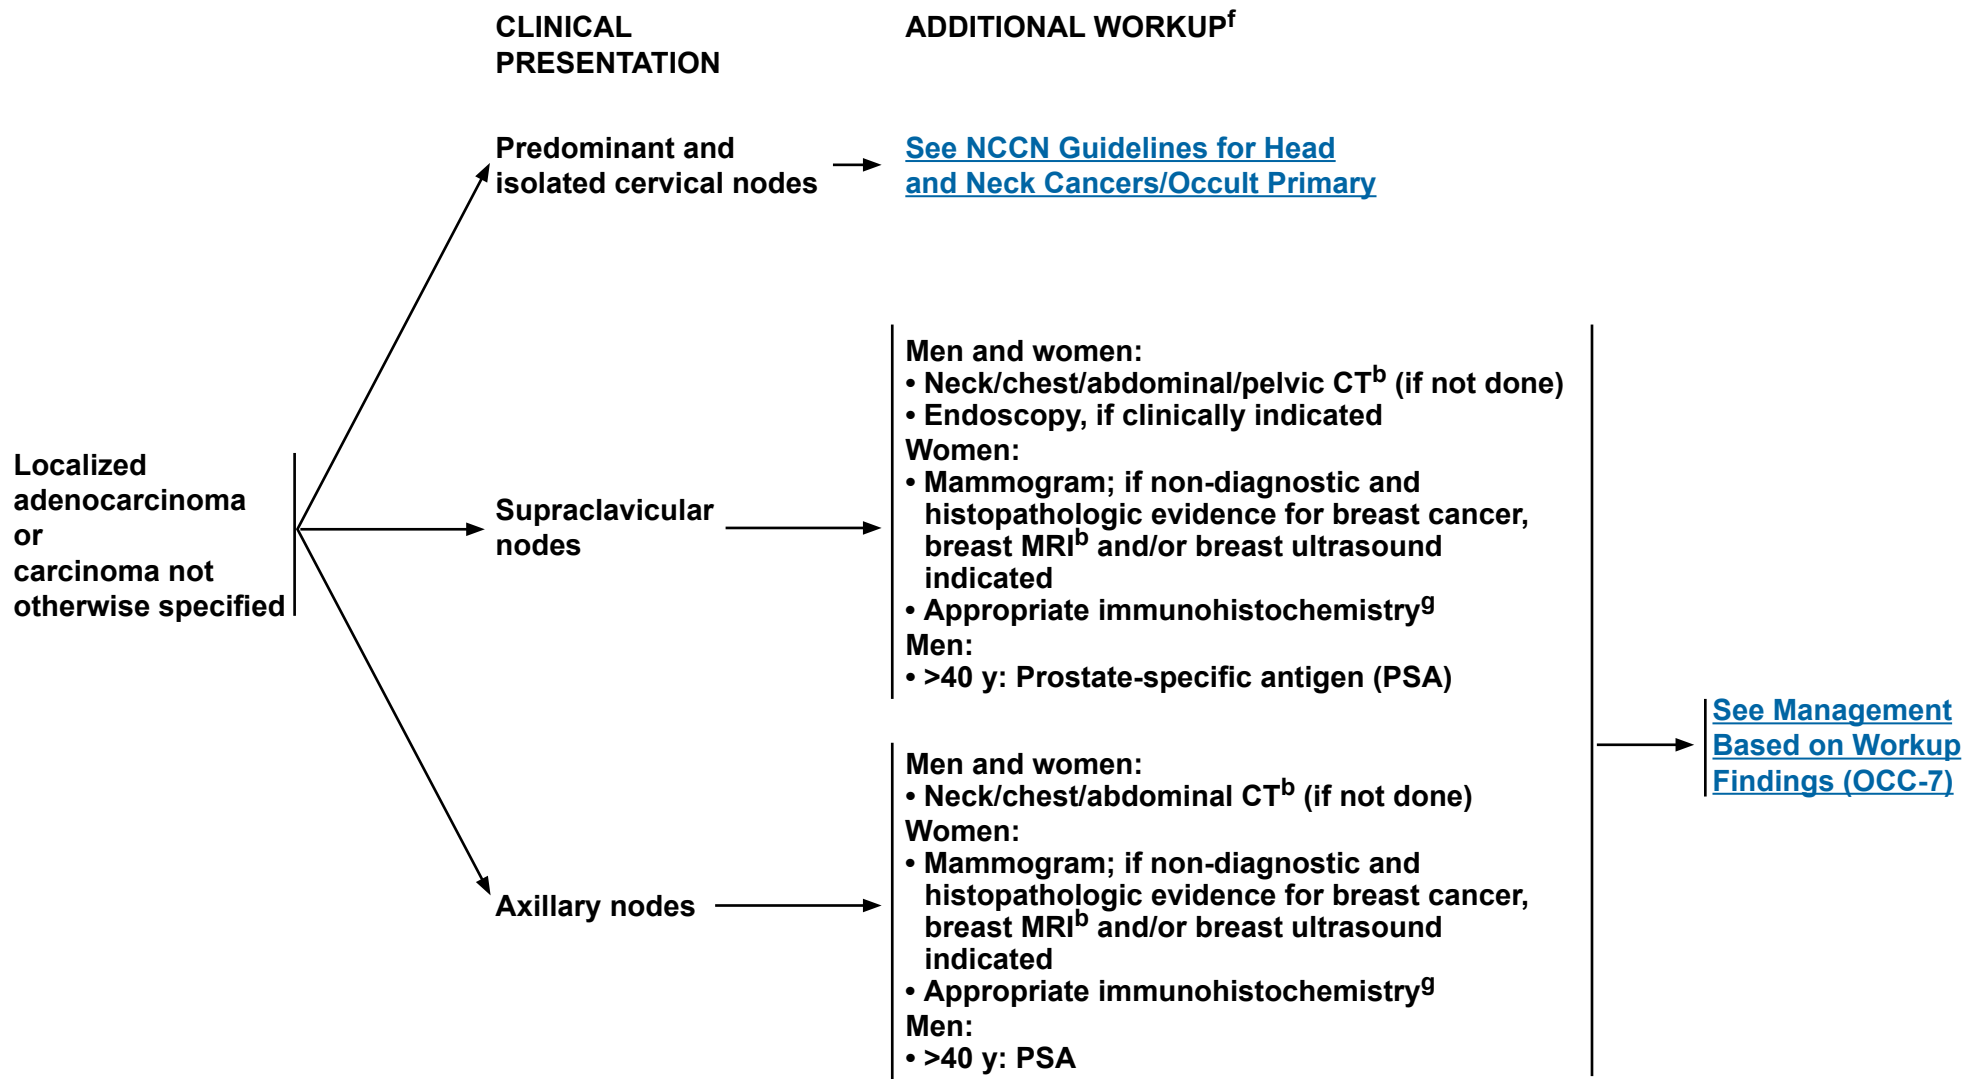 CLINICAL
PRESENTATION
ADDITIONAL WORKUPf
Predominant and
isolated cervical nodes
See NCCN Guidelines for Head
and Neck Cancers/Occult Primary
Localized
adenocarcinoma
or
carcinoma not
otherwise specified
Supraclavicular
nodes
Men and women:
• Neck/chest/abdominal/pelvic CTb (if not done)
• Endoscopy, if clinically indicated
Women:
• Mammogram; if non-diagnostic and
histopathologic evidence for breast cancer,
breast MRIb and/or breast ultrasound
indicated
• Appropriate immunohistochemistryg
Men:
• >40 y: Prostate-specific antigen (PSA)
Axillary nodes
Men and women:
• Neck/chest/abdominal CTb (if not done)
Women:
• Mammogram; if non-diagnostic and
histopathologic evidence for breast cancer,
breast MRIb and/or breast ultrasound
indicated
• Appropriate immunohistochemistryg
Men:
• >40 y: PSA
See Management
Based on Workup
Findings (OCC-7)